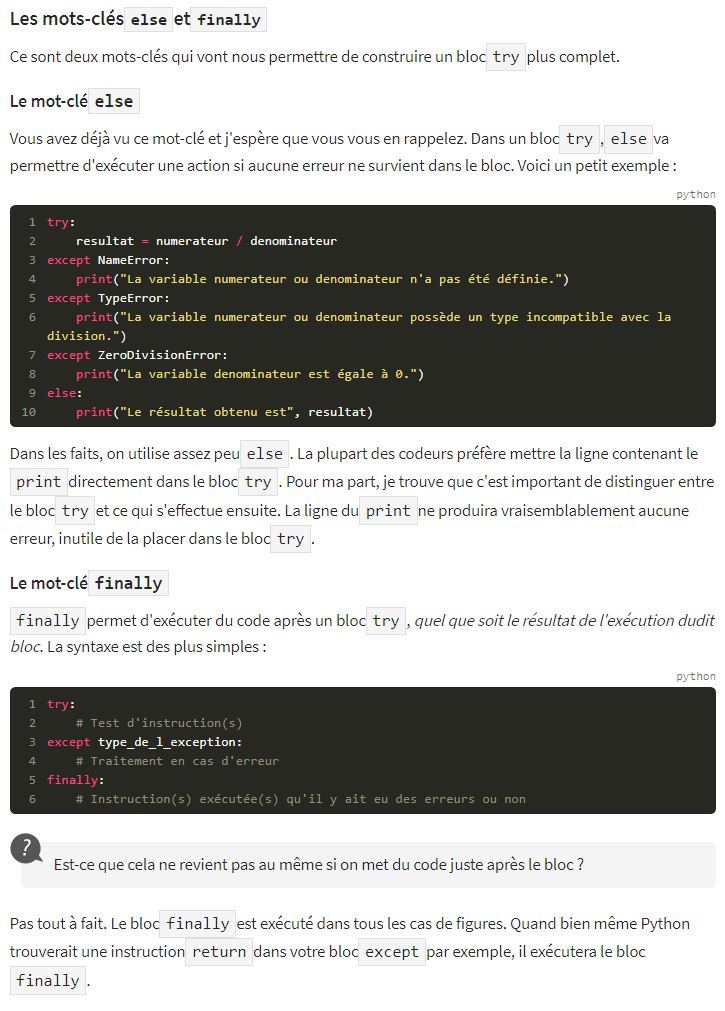 Les mots-clés else et finally
Ce sont deux mots-clés qui vont nous permettre de construire un bloc try plus complet.
Le mot-clé else
Vous avez déjà vu ce mot-clé et j'espère que vous vous en rappelez. Dans un bloc try , else va
permettre d'exécuter une action si aucune erreur ne survient dans le bloc. Voici un petit exemple :
python
1 try:
2     resultat = numerateur / denominateur
3 except NameError:
4     print("La variable numerateur ou denominateur n'a pas été définie.")
5 except TypeError:
6     print("La variable numerateur ou denominateur possède un type incompatible avec la
division.")
7 except ZeroDivisionError:
8     print("La variable denominateur est égale à 0.")
9 else:
10     print("Le résultat obtenu est", resultat)
Dans les faits, on utilise assez peu else . La plupart des codeurs préfère mettre la ligne contenant le
print directement dans le bloc try . Pour ma part, je trouve que c'est important de distinguer entre
le bloc try et ce qui s'effectue ensuite. La ligne du print ne produira vraisemblablement aucune
erreur, inutile de la placer dans le bloc try .
Le mot-clé finally
finally permet d'exécuter du code après un bloc try , quel que soit le résultat de l'exécution dudit
bloc. La syntaxe est des plus simples :
python
1 try:
2     # Test d'instruction(s)
3 except type_de_l_exception:
4     # Traitement en cas d'erreur
5 finally:
6     # Instruction(s) exécutée(s) qu'il y ait eu des erreurs ou non
?
Est-ce que cela ne revient pas au même si on met du code juste après le bloc ?
Pas tout à fait. Le bloc finally est exécuté dans tous les cas de figures. Quand bien même Python
trouverait une instruction return dans votre bloc except par exemple, il exécutera le bloc
finally .